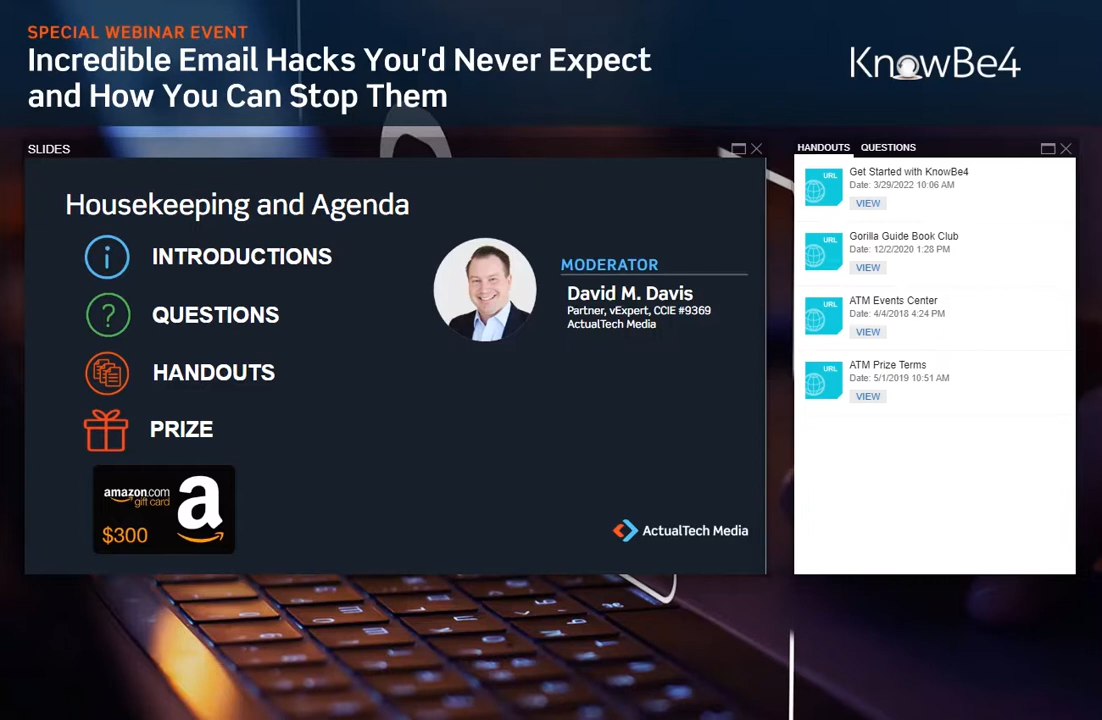 SPECIAL WEBINAR EVENT
Incredible Email Hacks You'd Never Expect
and How You Can Stop Them
KnowBe4
SLIDES
Housekeeping and Agenda
INTRODUCTIONS
QUESTIONS
HANDOUTS
PRIZE
amazon.com
gift card
a
$300
MODERATOR
David M. Davis
Partner, vExpert, CCIE #9369
ActualTech Media
ActualTech Media
HANDOUTS QUESTIONS
URL
Get Started with KnowBe4
Date: 3/29/2022 10:06 AM
VIEW
URL
Gorilla Guide Book Club
Date: 12/2/2020 1:28 PM
VIEW
URL
ATM Events Center
Date: 4/4/2018 4:24 PM
VIEW
URL
ATM Prize Terms
Date: 5/1/2019 10:51 AM
VIEW